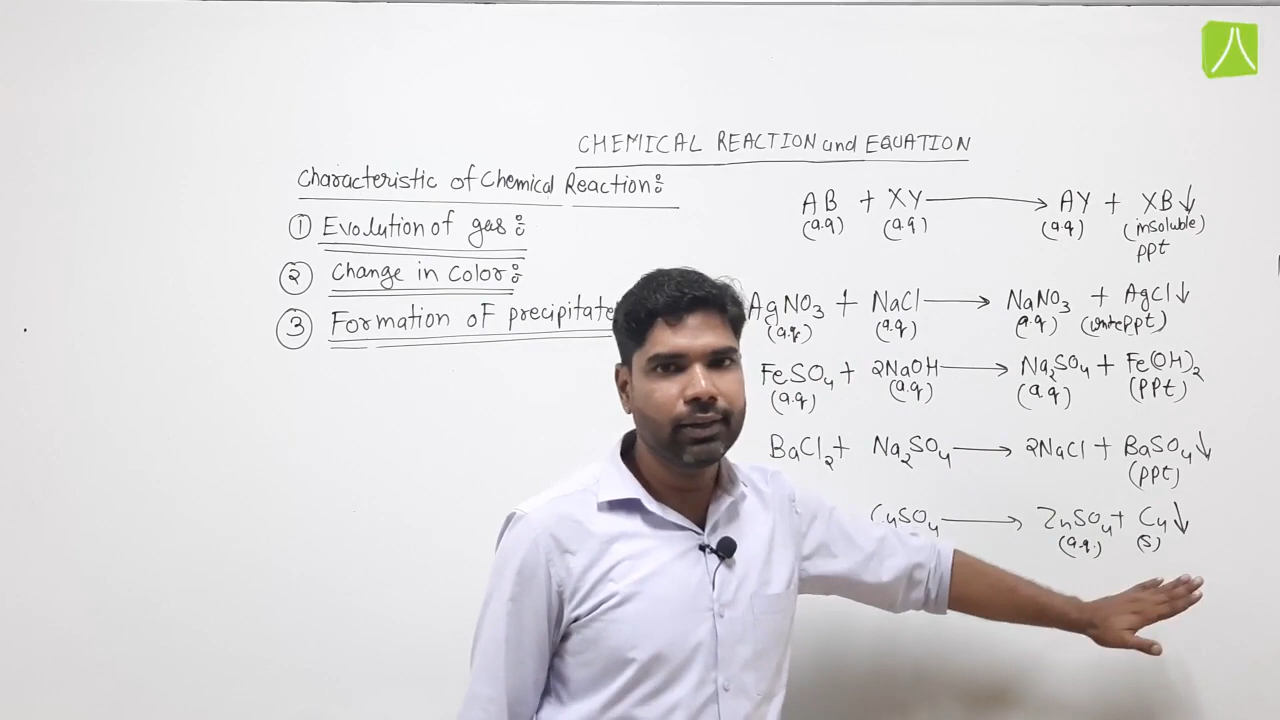 CHEMICAL REACTION and EQUATION
Characteristic of Chemical Reaction:
① Evolution of gas:
② Change in Color:
③ Formation of precipitate
AB + XY → AY + XB↓
(a.q) (a.q) (a.q) (insoluble)
ppt
AgNO₃ + NaCl → NaNO₃ + AgCl↓
(a.q) (a.q) (a.q) (white ppt)
FeSO₄ + 2NaOH → Na₂SO₄ + Fe(OH)₂
(a.q) (a.q) (a.q) (ppt)
BaCl₂ + Na₂SO₄ → 2NaCl + BaSO₄↓
(ppt)
CuSO₄ → ZnSO₄ + Cu↓
(a.q.) (s)